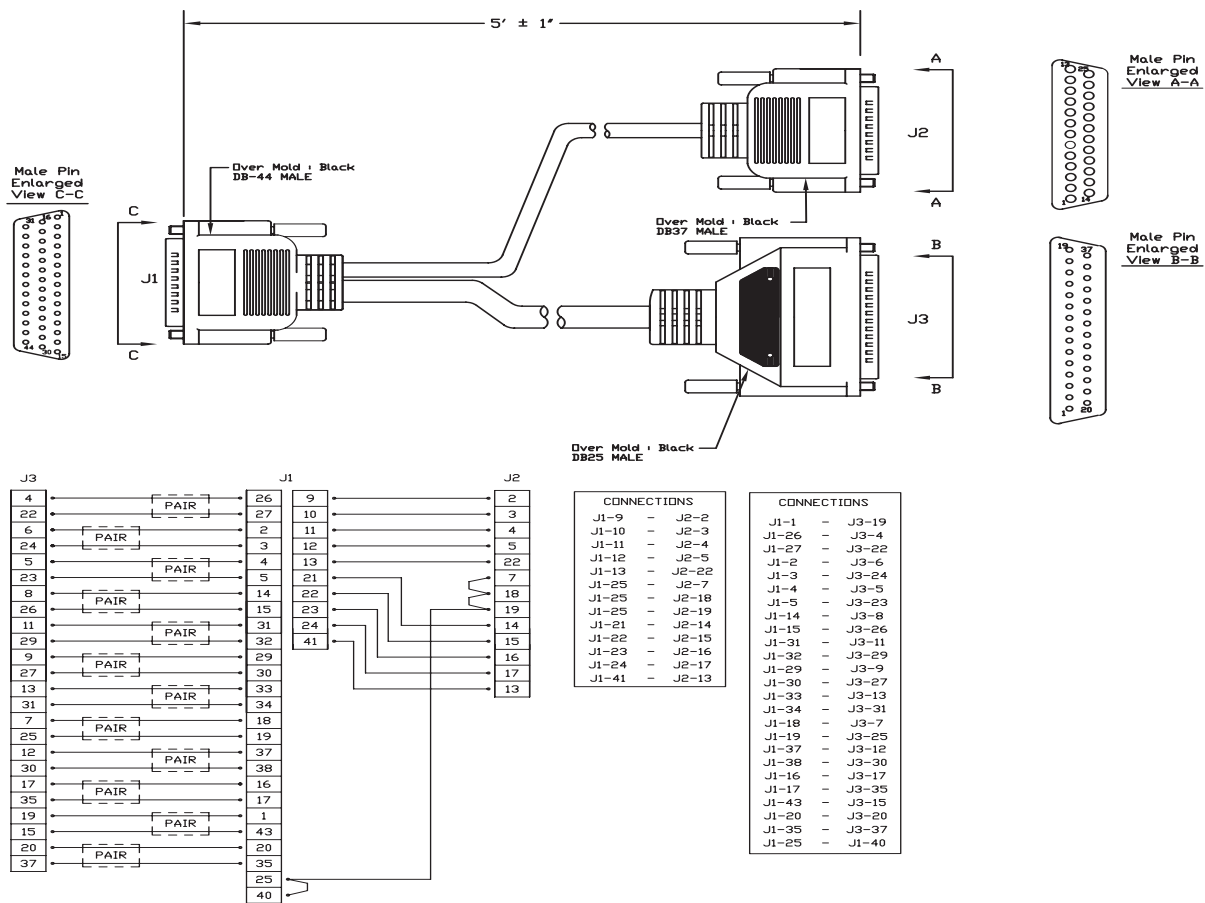 5' ± 1"
A
Male Pin
Enlarged
View A-A
13
25
J2
1
14
A
Over Mold : Black
DB-44 MALE
Male Pin
Enlarged
View C-C
31
16
1
44
30
15
C
J1
C
Over Mold : Black
DB37 MALE
B
Male Pin
Enlarged
View B-B
19
37
J3
1
20
B
Over Mold : Black
DB25 MALE
J3 J1 J2
4 PAIR 26 9 2
22 27 10 3
6 PAIR 2 11 4
24 3 12 5
5 PAIR 4 13 22
23 5 21 7
8 PAIR 14 22 18
26 15 23 19
11 PAIR 31 24 14
29 32 41 15
9 PAIR 29 16
27 30 17
13 PAIR 33 13
31 34
7 PAIR 18
25 19
12 PAIR 37
30 38
17 PAIR 16
35 17
19 PAIR 1
15 43
20 PAIR 20
37 35
25
40
CONNECTIONS
J1-9 - J2-2
J1-10 - J2-3
J1-11 - J2-4
J1-12 - J2-5
J1-13 - J2-22
J1-25 - J2-7
J1-25 - J2-18
J1-25 - J2-19
J1-21 - J2-14
J1-22 - J2-15
J1-23 - J2-16
J1-24 - J2-17
J1-41 - J2-13
CONNECTIONS
J1-1 - J3-19
J1-26 - J3-4
J1-27 - J3-22
J1-2 - J3-6
J1-3 - J3-24
J1-4 - J3-5
J1-5 - J3-23
J1-14 - J3-8
J1-15 - J3-26
J1-31 - J3-11
J1-32 - J3-29
J1-29 - J3-9
J1-30 - J3-27
J1-33 - J3-13
J1-34 - J3-31
J1-18 - J3-7
J1-19 - J3-25
J1-37 - J3-12
J1-38 - J3-30
J1-16 - J3-17
J1-17 - J3-35
J1-43 - J3-15
J1-20 - J3-20
J1-35 - J3-37
J1-25 - J1-40